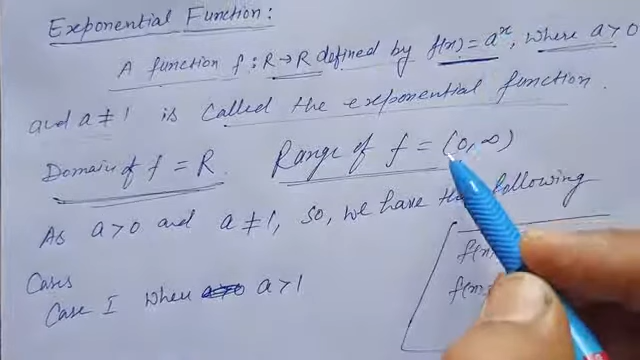 Exponential Function:
A function f : R → R defined by f(x) = aˣ, where a > 0
and a ≠ 1 is called the exponential function.
Domain of f = R. Range of f = (0, ∞)
As a > 0 and a ≠ 1, so, we have the following
Cases
Case I when a > 1